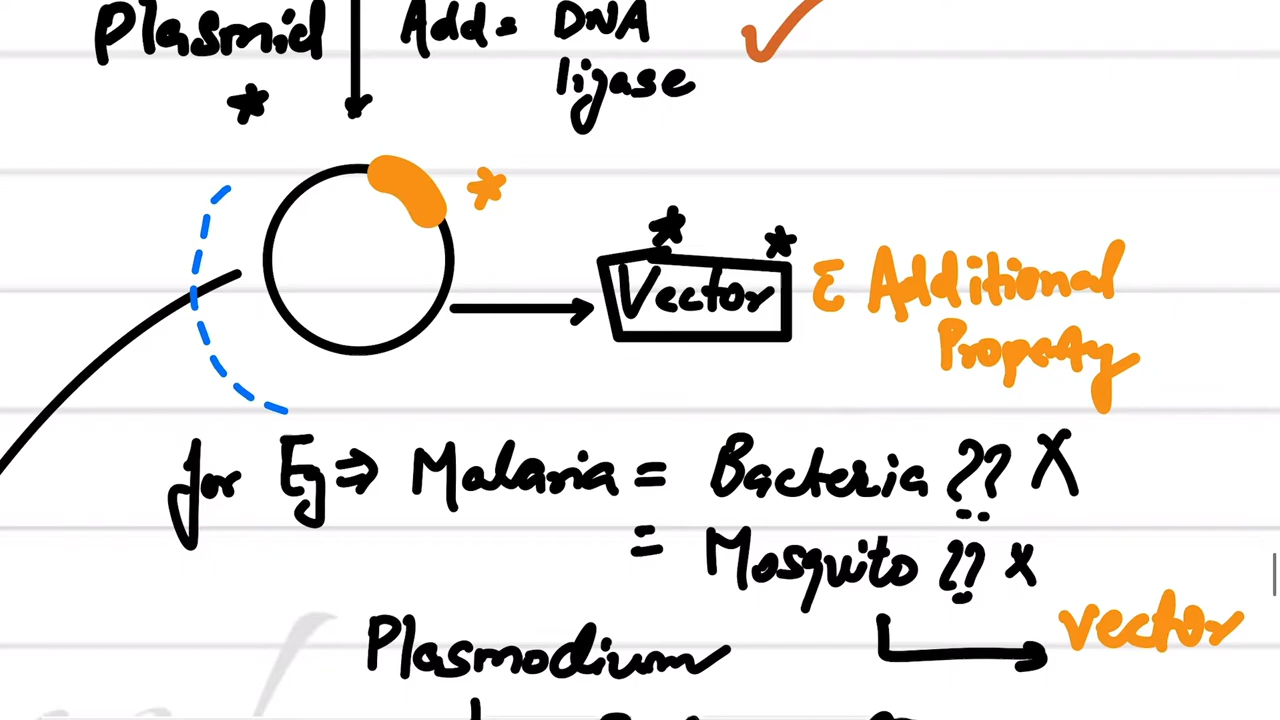 Plasmid Add = DNA
ligase
Vector Ɛ Additional
Property
for Eg ⇒ Malaria = Bacteria ?? X
= Mosquito ?? x
vector
Plasmodium